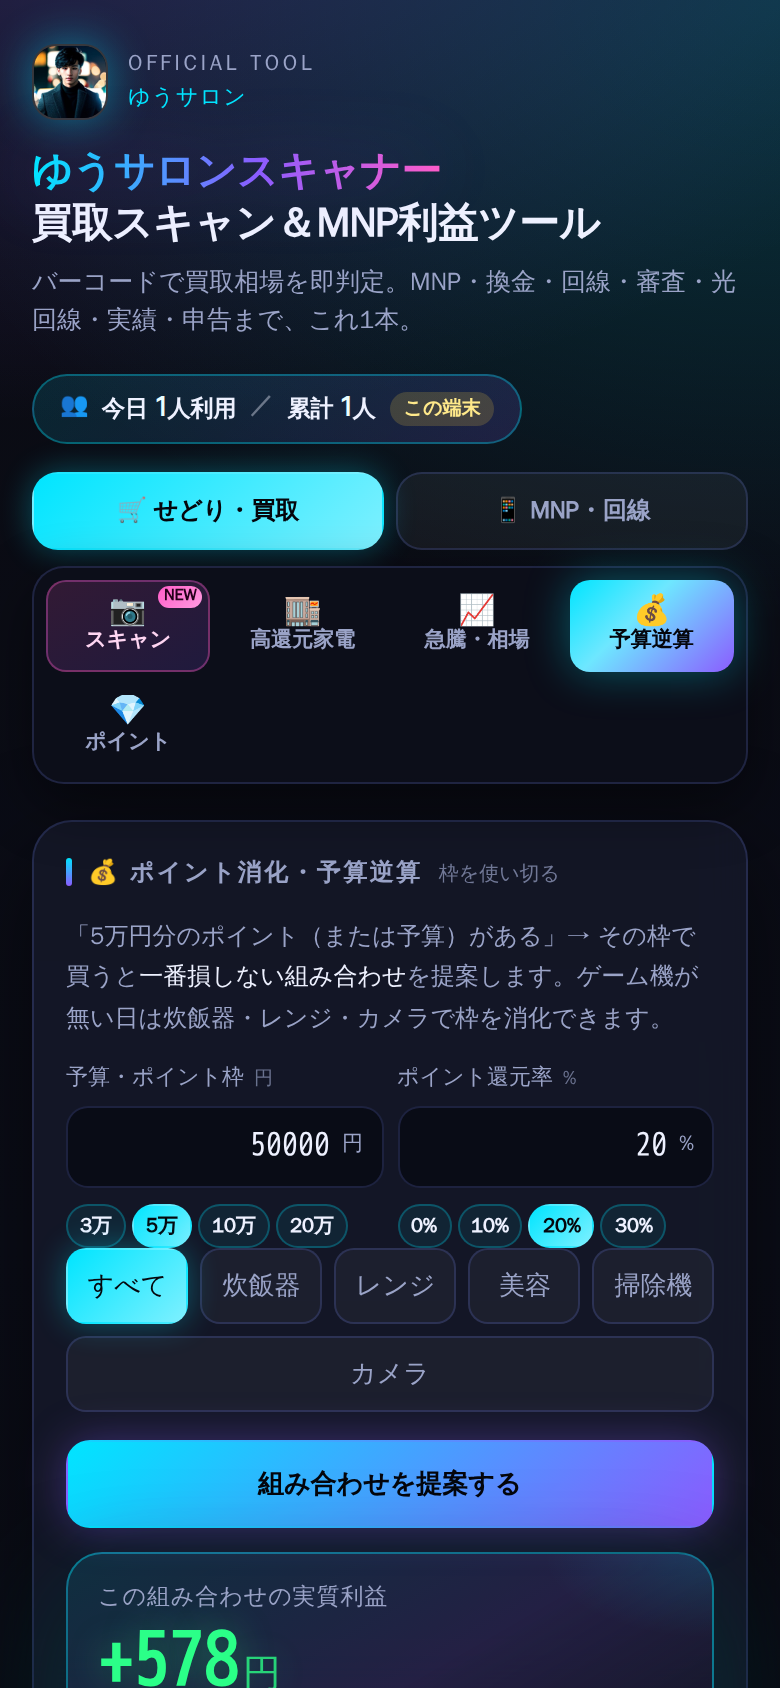 OFFICIAL TOOL
ゆうサロン
ゆうサロンスキャナー
買取スキャン＆MNP利益ツール
バーコードで買取相場を即判定。MNP・換金・回線・審査・光
回線・実績・申告まで、これ1本。
👥 今日 1人利用 ／ 累計 1人 この端末
🛒 せどり・買取 📱 MNP・回線
NEW
📷 🏬 📈 💰
スキャン 高還元家電 急騰・相場 予算逆算
💎
ポイント
💰 ポイント消化・予算逆算 枠を使い切る
「5万円分のポイント（または予算）がある」→ その枠で
買うと一番損しない組み合わせを提案します。ゲーム機が
無い日は炊飯器・レンジ・カメラで枠を消化できます。
予算・ポイント枠 円 ポイント還元率 %
50000 円 20 %
3万 5万 10万 20万 0% 10% 20% 30%
すべて 炊飯器 レンジ 美容 掃除機
カメラ
組み合わせを提案する
この組み合わせの実質利益
+578円